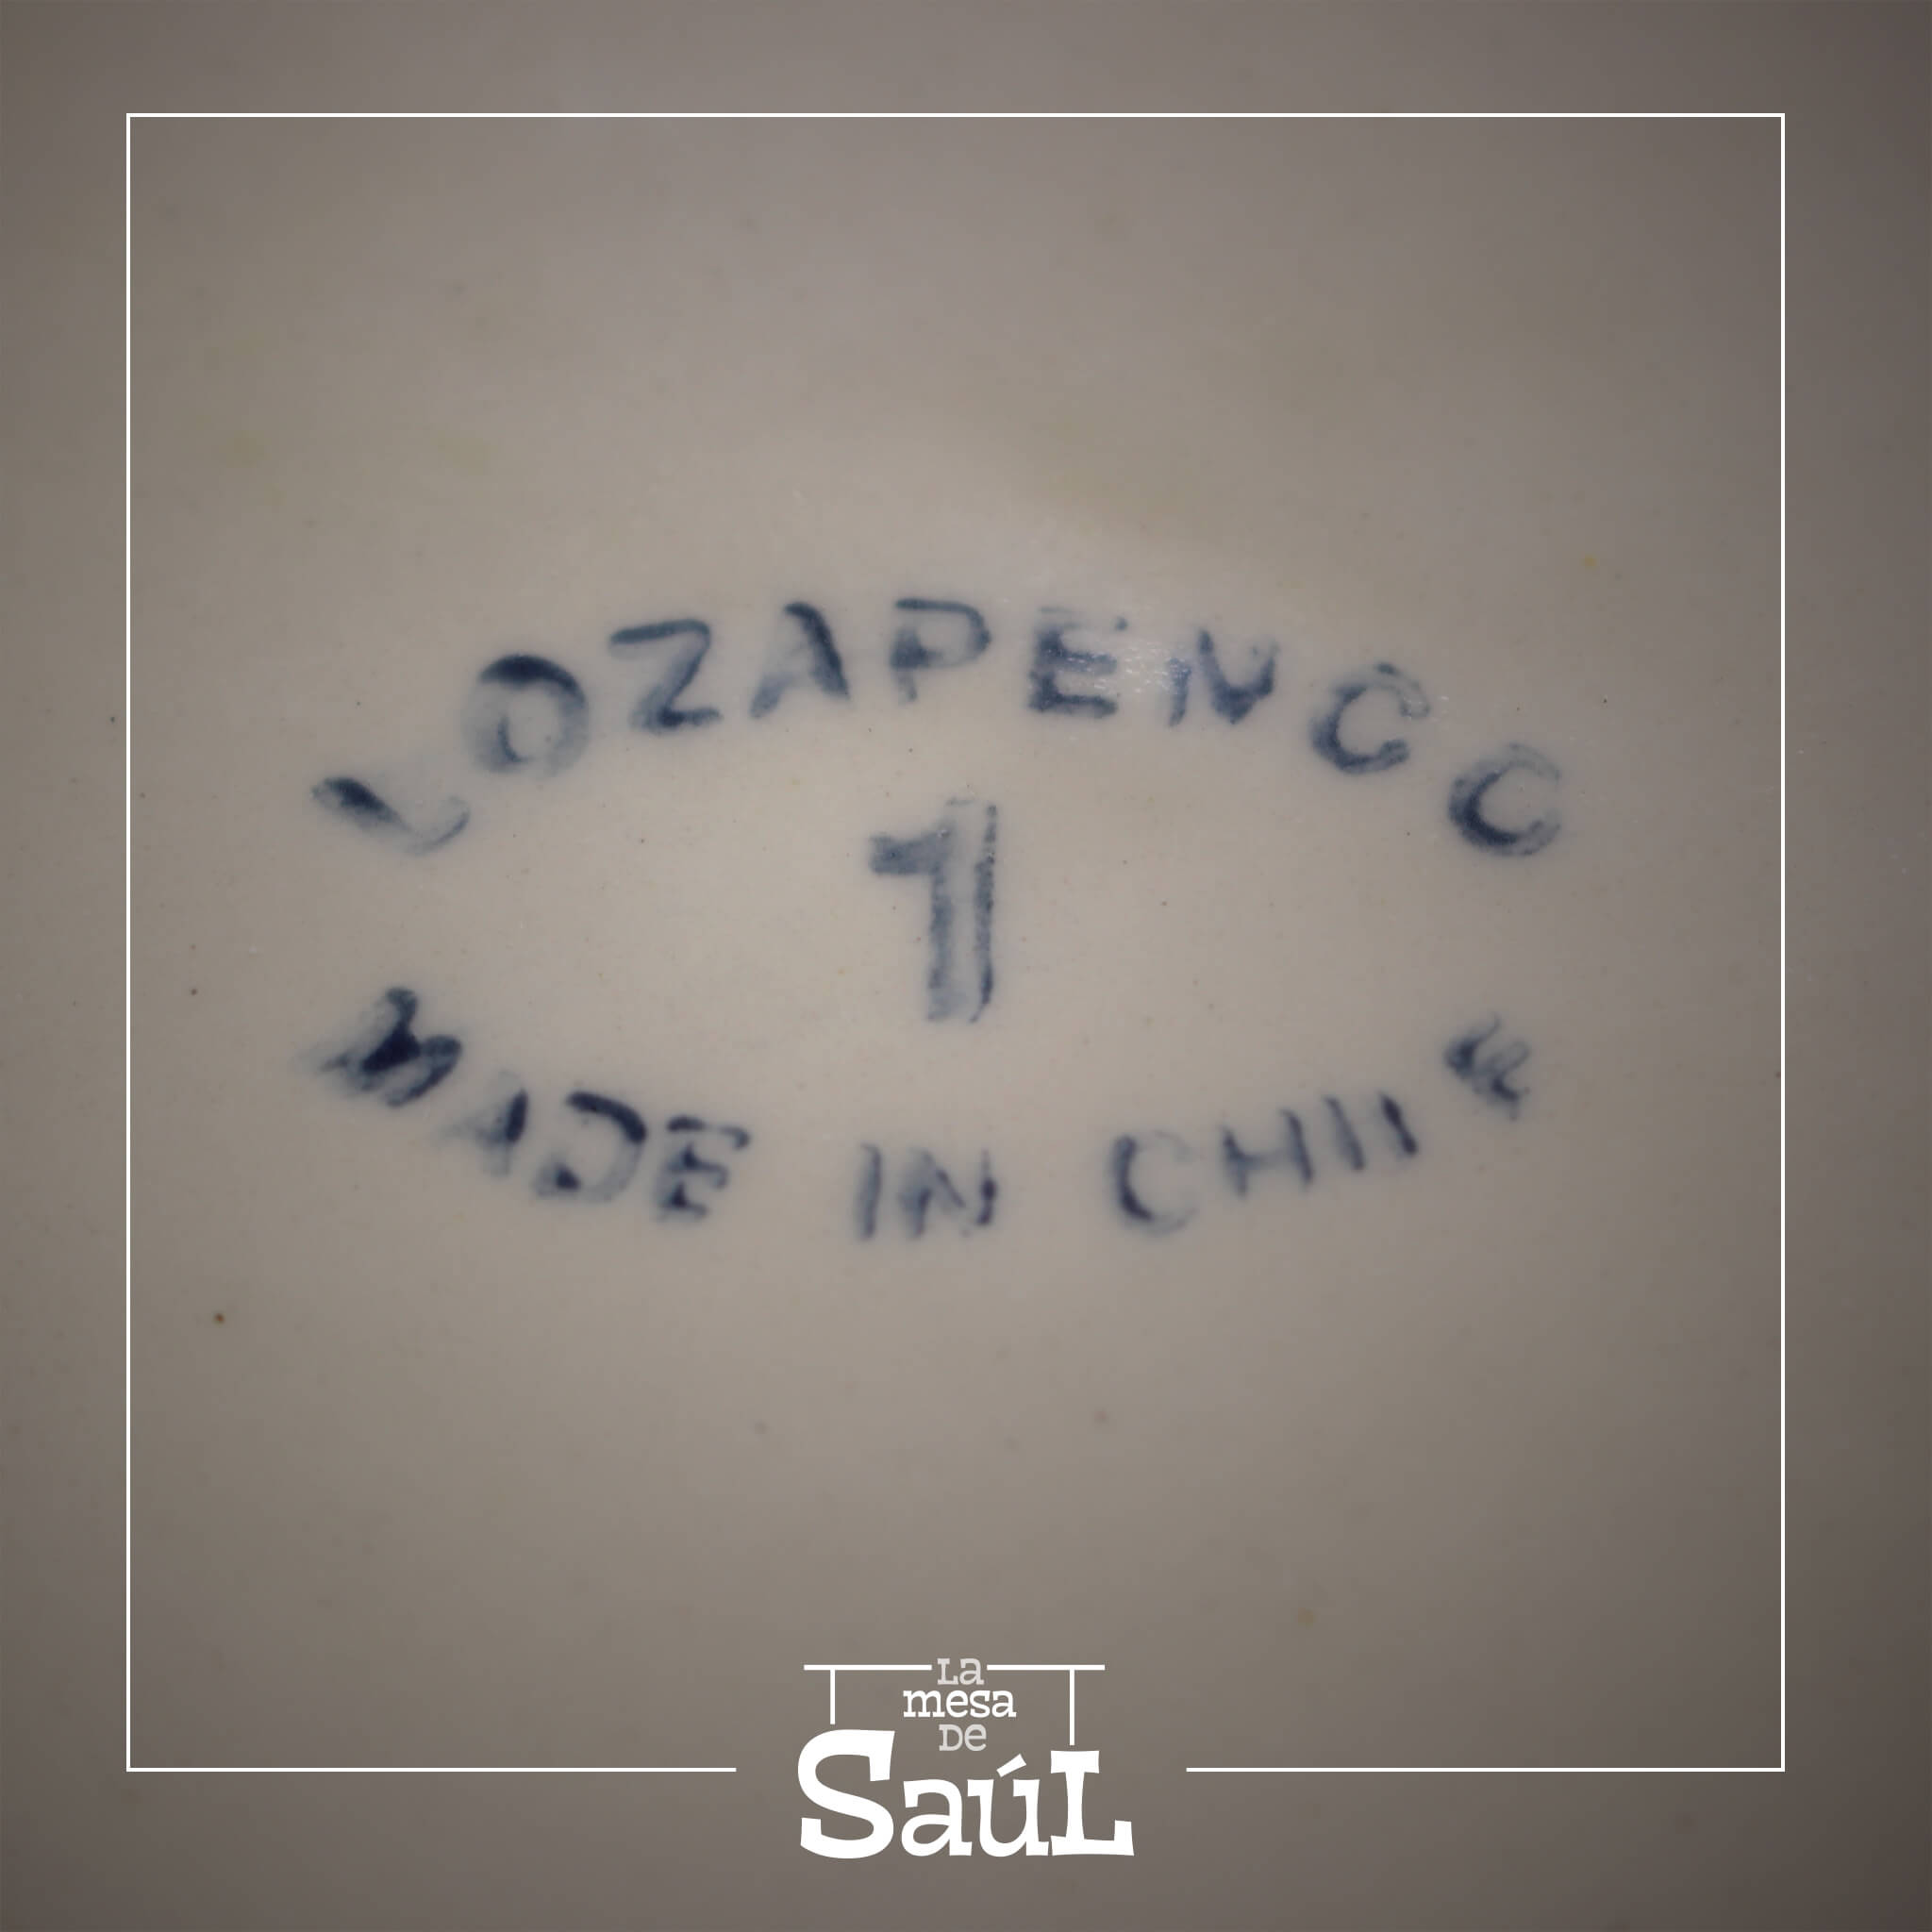 LOZAPENCO
1
MADE IN CHILE
La
mesa
De
Saúl